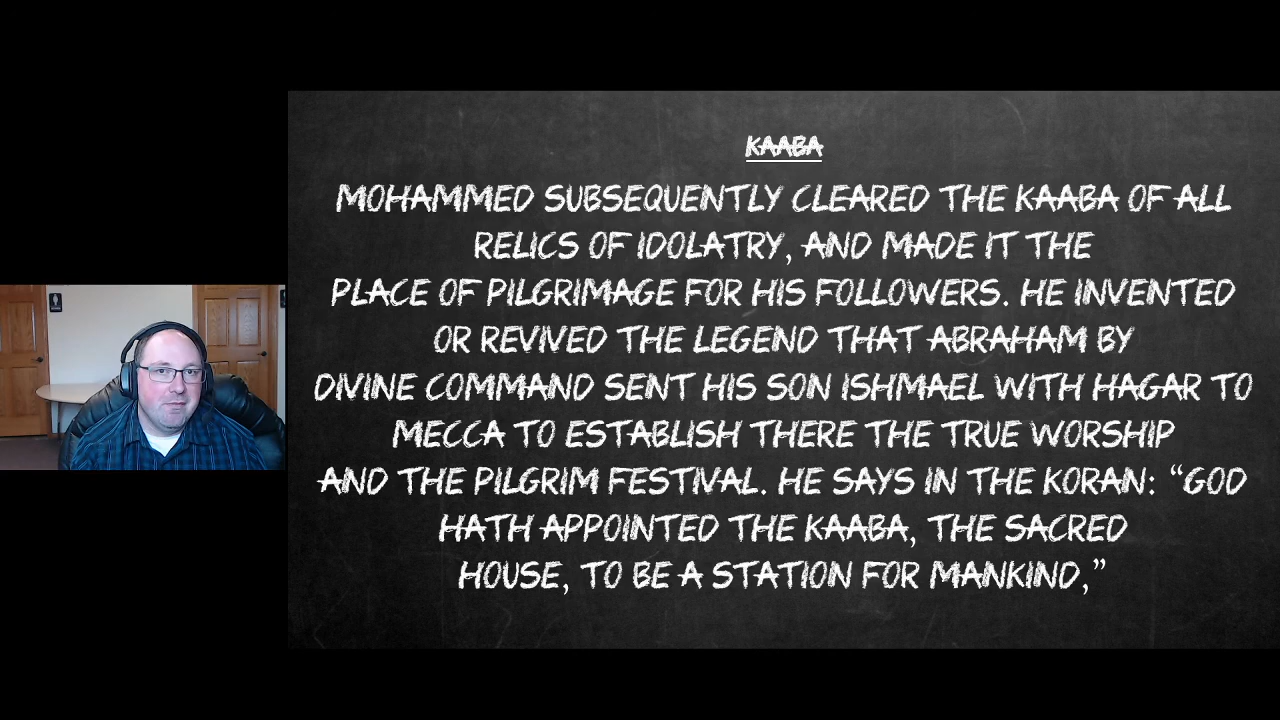 KAABA
MOHAMMED SUBSEQUENTLY CLEARED THE KAABA OF ALL
RELICS OF IDOLATRY, AND MADE IT THE
PLACE OF PILGRIMAGE FOR HIS FOLLOWERS. HE INVENTED
OR REVIVED THE LEGEND THAT ABRAHAM BY
DIVINE COMMAND SENT HIS SON ISHMAEL WITH HAGAR TO
MECCA TO ESTABLISH THERE THE TRUE WORSHIP
AND THE PILGRIM FESTIVAL. HE SAYS IN THE KORAN: “GOD
HATH APPOINTED THE KAABA, THE SACRED
HOUSE, TO BE A STATION FOR MANKIND,”